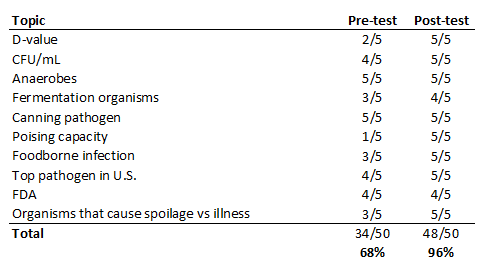 Topic Pre-test Post-test
D-value 2/5 5/5
CFU/mL 4/5 5/5
Anaerobes 5/5 5/5
Fermentation organisms 3/5 4/5
Canning pathogen 5/5 5/5
Poising capacity 1/5 5/5
Foodborne infection 3/5 5/5
Top pathogen in U.S. 4/5 5/5
FDA 4/5 4/5
Organisms that cause spoilage vs illness 3/5 5/5
Total 34/50 48/50
68% 96%